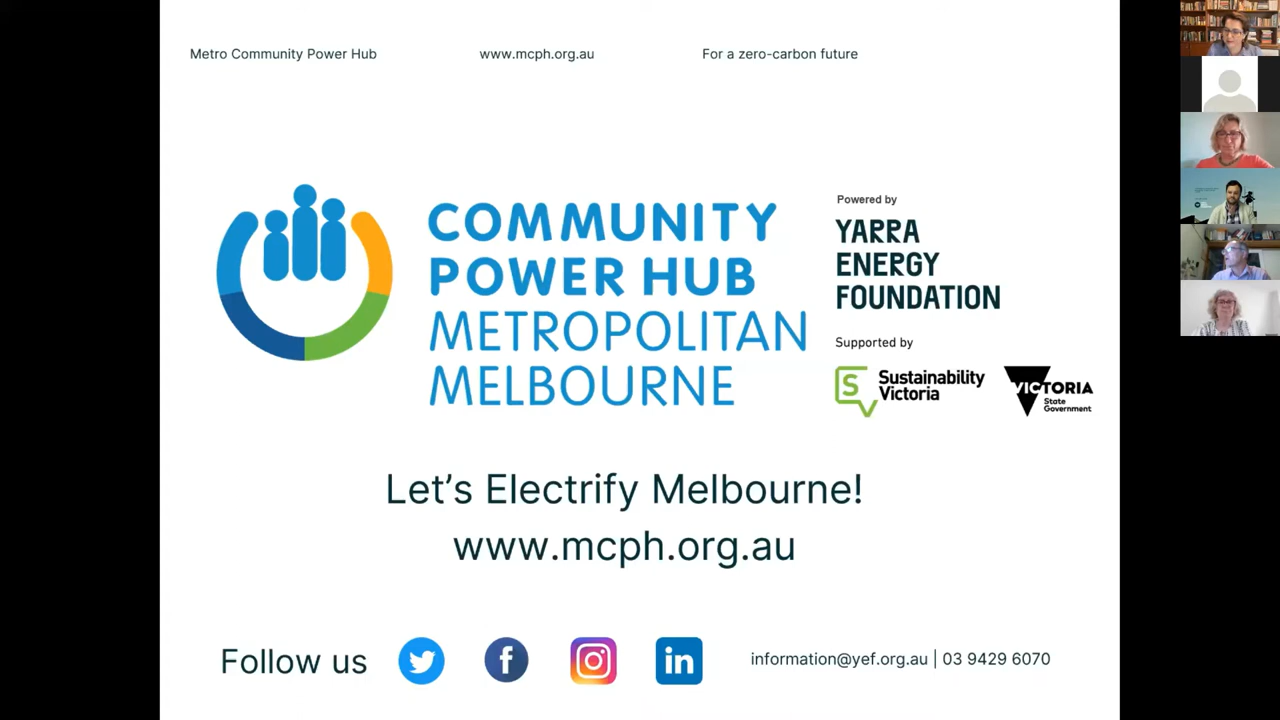 Metro Community Power Hub
www.mcph.org.au
For a zero-carbon future
COMMUNITY
POWER HUB
METROPOLITAN
MELBOURNE
Powered by
YARRA
ENERGY
FOUNDATION
Supported by
S
Sustainability
Victoria
VICTORIA
State
Government
Let's Electrify Melbourne!
www.mcph.org.au
Follow us
f
in
information@yef.org.au | 03 9429 6070